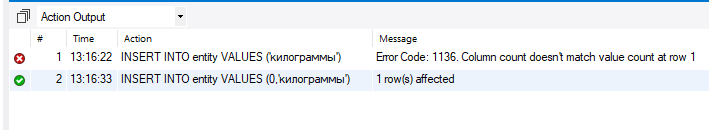 Action Output
# Time Action Message
1 13:16:22 INSERT INTO entity VALUES ('килограммы') Error Code: 1136. Column count doesn't match value count at row 1
2 13:16:33 INSERT INTO entity VALUES (0,'килограммы') 1 row(s) affected